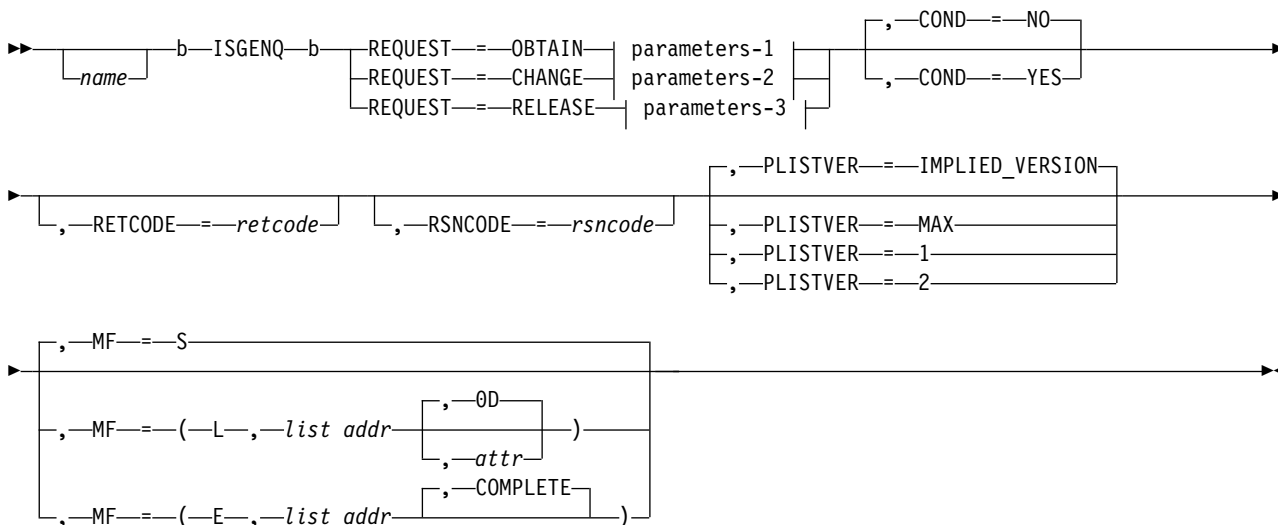 , COND = NO
name b ISGENQ b REQUEST = OBTAIN parameters-1
REQUEST = CHANGE parameters-2 , COND = YES
REQUEST = RELEASE parameters-3
, PLISTVER = IMPLIED_VERSION
, RETCODE = retcode , RSNCODE = rsncode , PLISTVER = MAX
, PLISTVER = 1
, PLISTVER = 2
, MF = S
, 0D
, MF = ( L , list addr )
, attr
, COMPLETE
, MF = ( E , list addr )